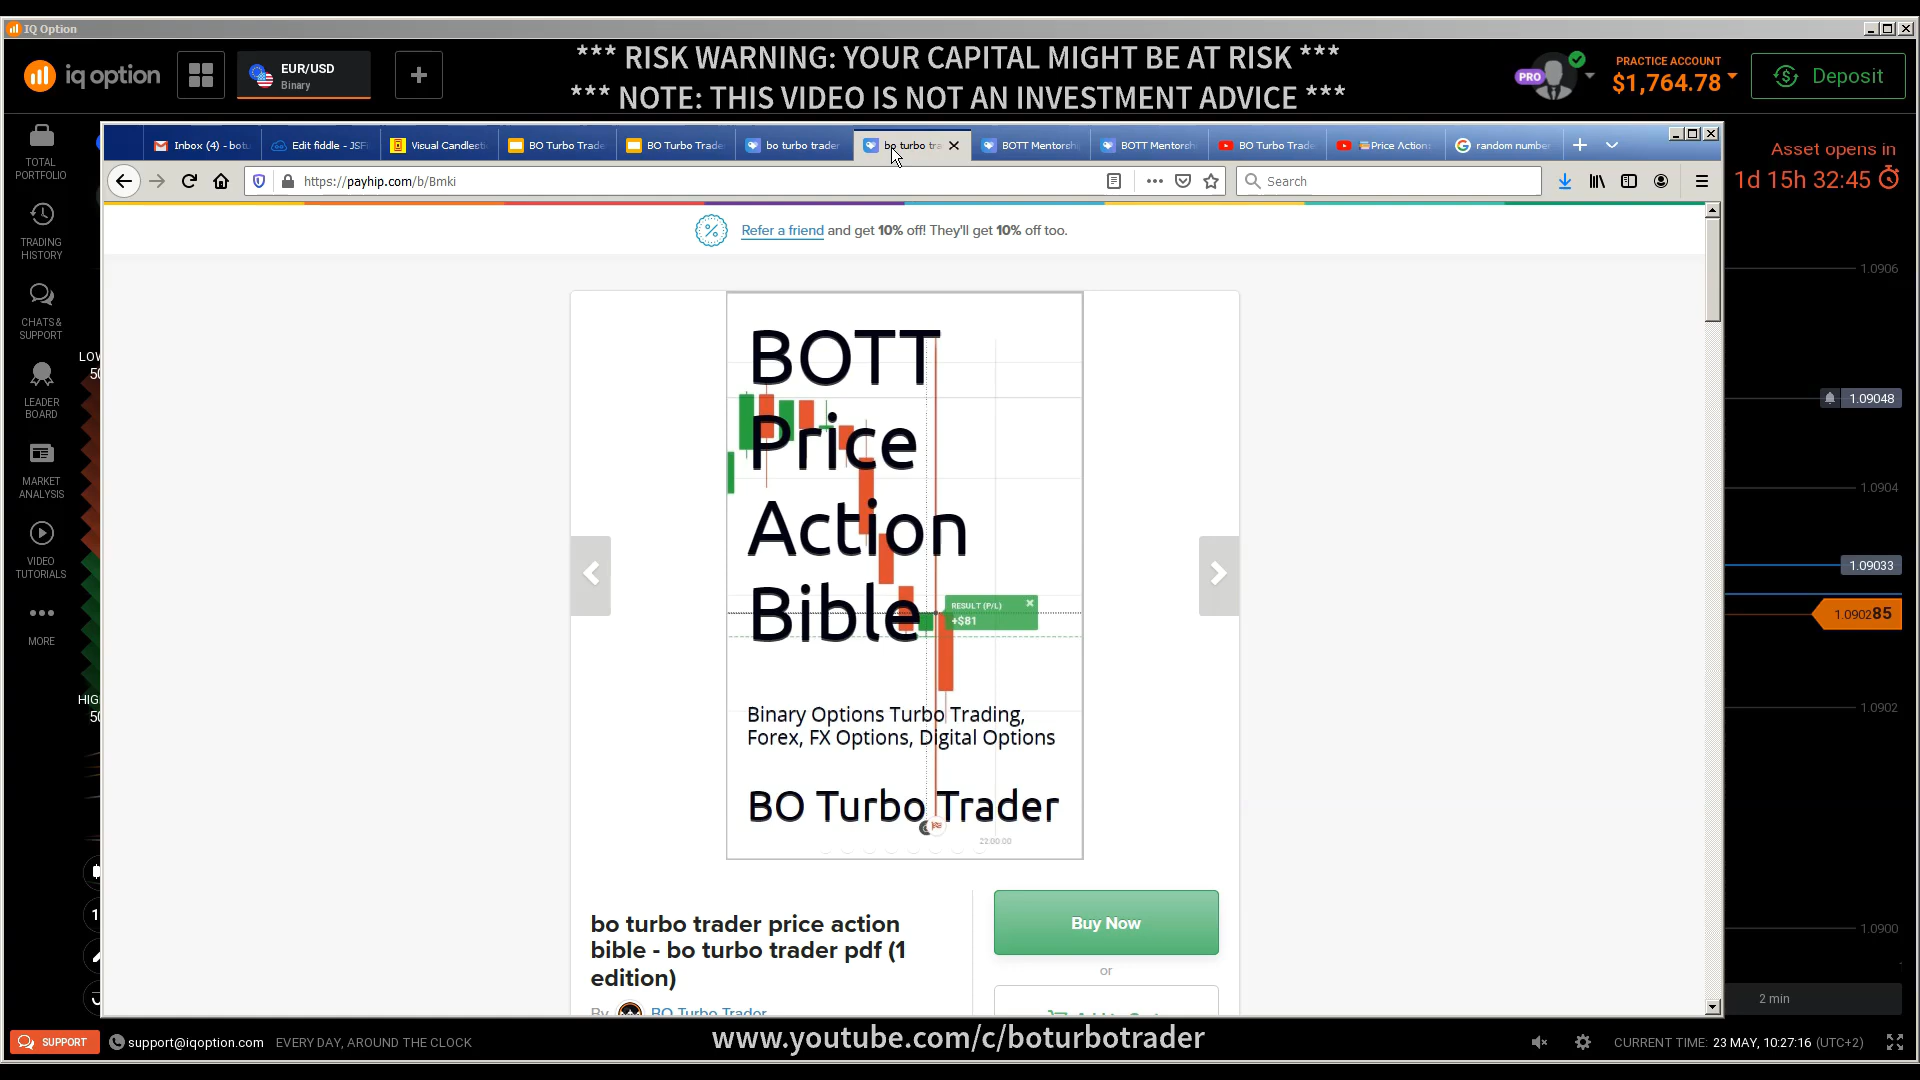 IQ Option
iq option
EUR/USD
Binary
*** RISK WARNING: YOUR CAPITAL MIGHT BE AT RISK ***
*** NOTE: THIS VIDEO IS NOT AN INVESTMENT ADVICE ***
PRO
PRACTICE ACCOUNT
$1,764.78
Deposit
TOTAL
PORTFOLIO
TRADING
HISTORY
CHATS &
SUPPORT
LEADER
BOARD
MARKET
ANALYSIS
VIDEO
TUTORIALS
MORE
Inbox (4) - bot
Edit fiddle - JSFi
Visual Candlesti
BO Turbo Trade
BO Turbo Trade
bo turbo trader
bo turbo tra
BOTT Mentorshi
BOTT Mentorsh
BO Turbo Trade
Price Action
random number
https://payhip.com/b/Bmki
Search
Asset opens in
1d 15h 32:45
Refer a friend and get 10% off! They'll get 10% off too.
BOTT
Price
Action
Bible
RESULT (P/L)
+$81
Binary Options Turbo Trading,
Forex, FX Options, Digital Options
BO Turbo Trader
22:00:00
bo turbo trader price action
bible - bo turbo trader pdf (1
edition)
By BO Turbo Trader
Buy Now
or
1.0906
1.09048
1.0904
1.09033
1.090285
1.0902
1.0900
2 min
SUPPORT
support@iqoption.com
EVERY DAY, AROUND THE CLOCK
www.youtube.com/c/boturbotrader
CURRENT TIME: 23 MAY, 10:27:16 (UTC+2)